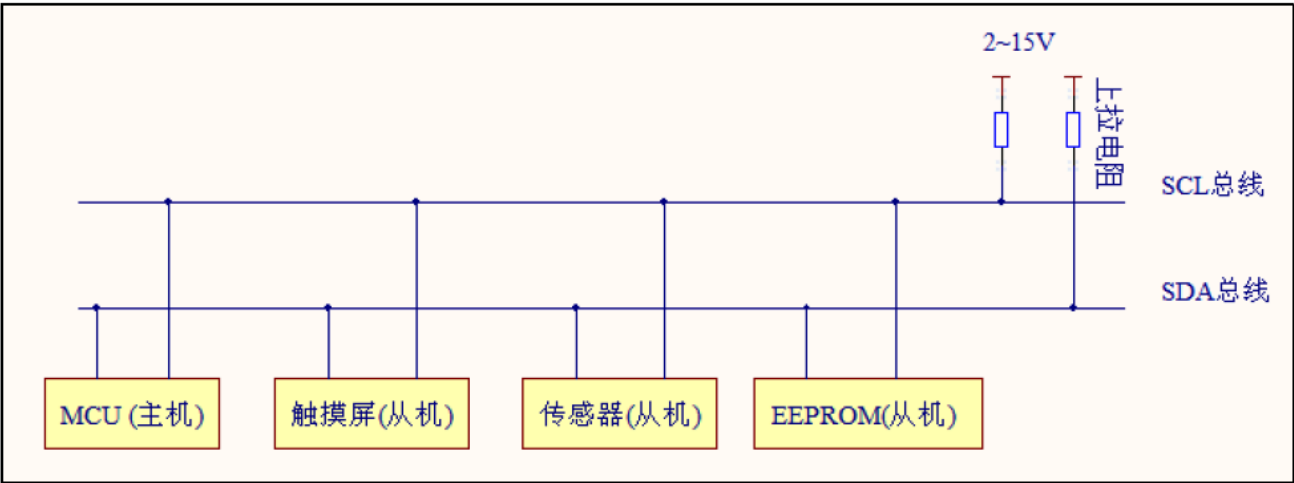 2~15V
上拉电阻
SCL总线
SDA总线
MCU (主机)
触摸屏(从机)
传感器(从机)
EEPROM(从机)